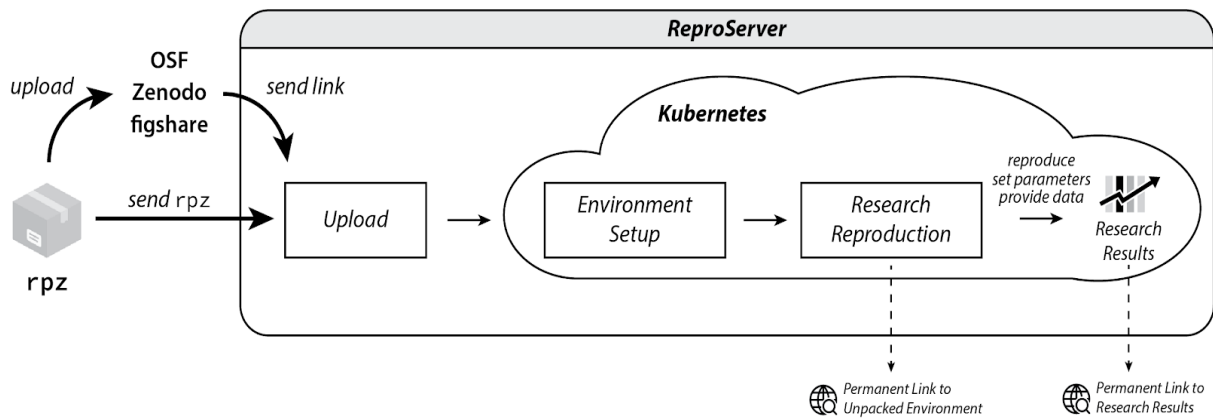 ReproServer
OSF
Zenodo
figshare
upload
send link
Kubernetes
rpz
send rpz
Upload
Environment
Setup
Research
Reproduction
reproduce
set parameters
provide data
Research
Results
Permanent Link to
Unpacked Environment
Permanent Link to
Research Results